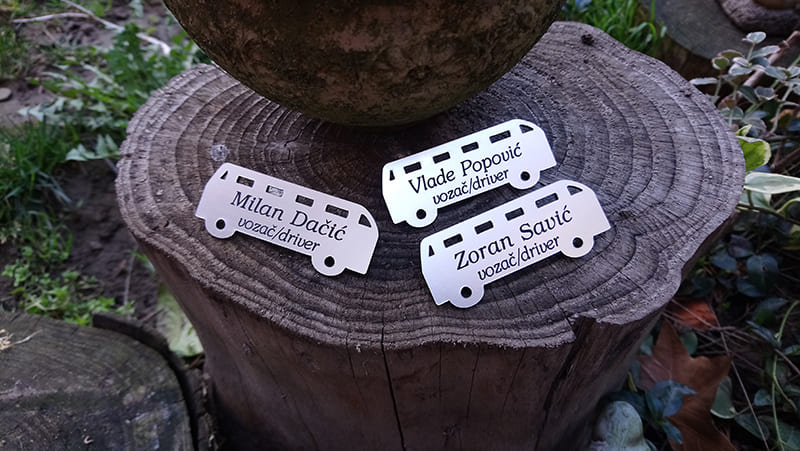 Milan Dačić
vozač/driver
Vlade Popović
vozač/driver
Zoran Savić
vozač/driver